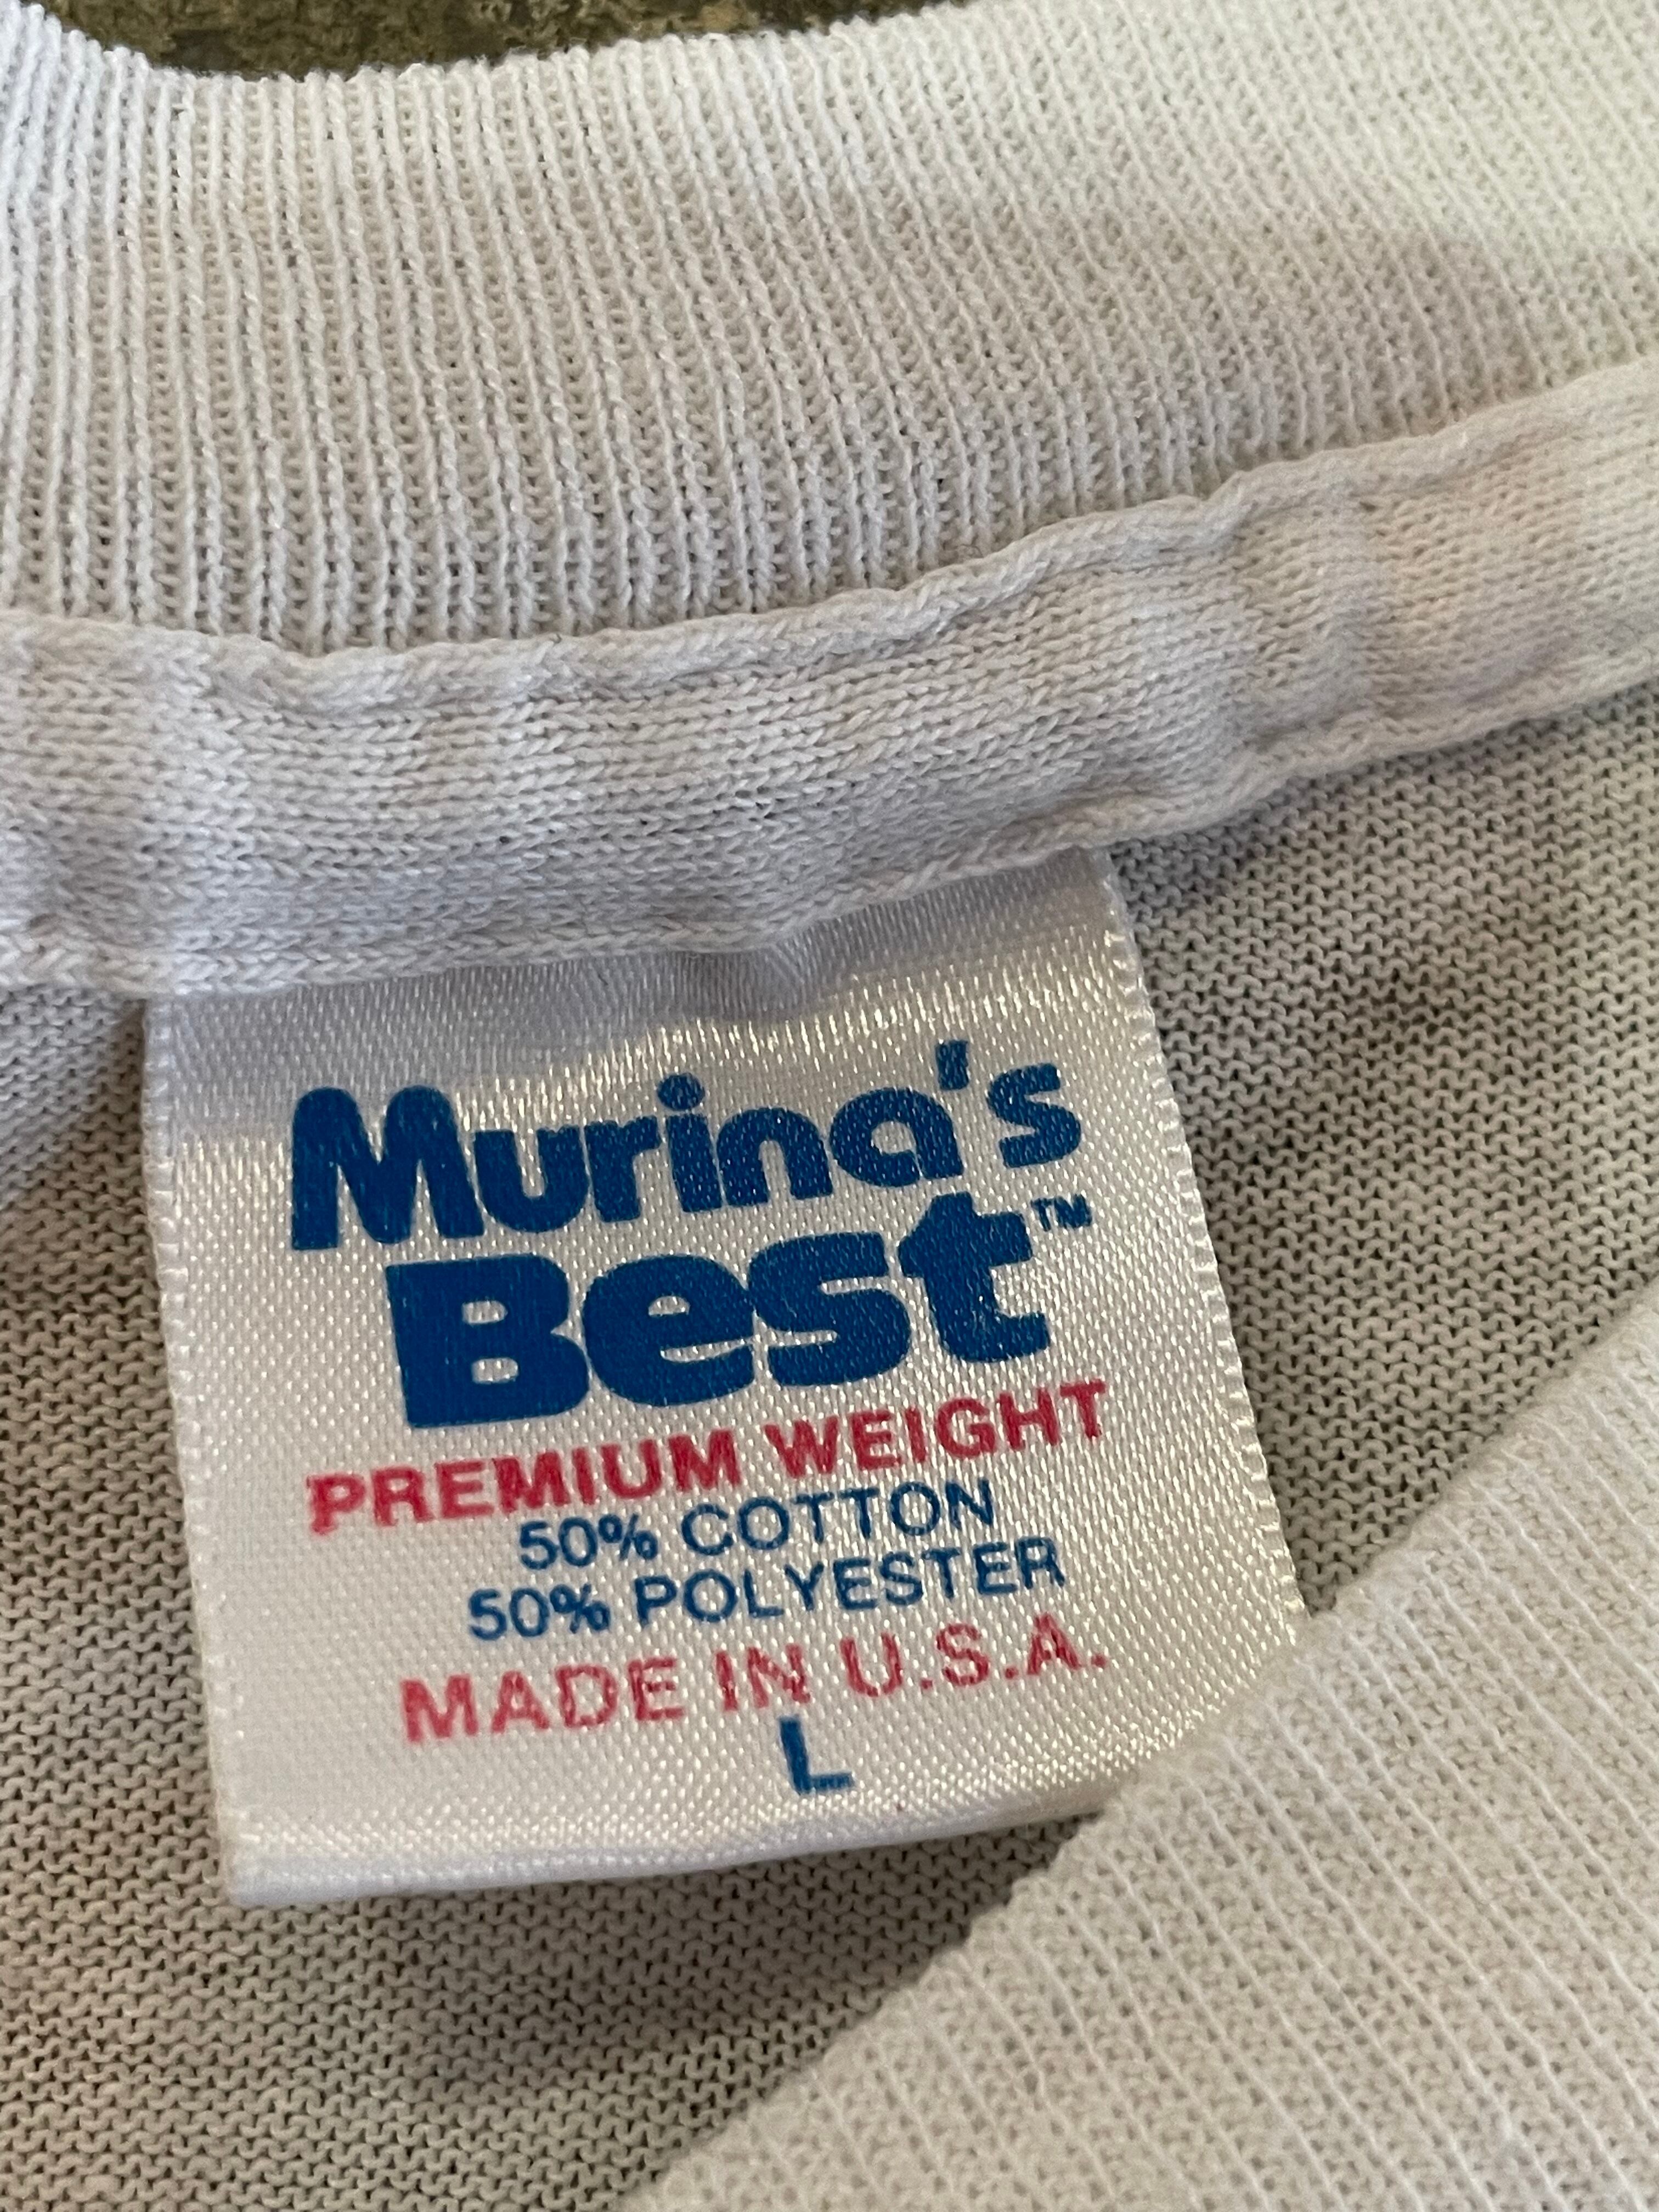 Murina's
Best™
PREMIUM WEIGHT
50% COTTON
50% POLYESTER
MADE IN U.S.A.
L